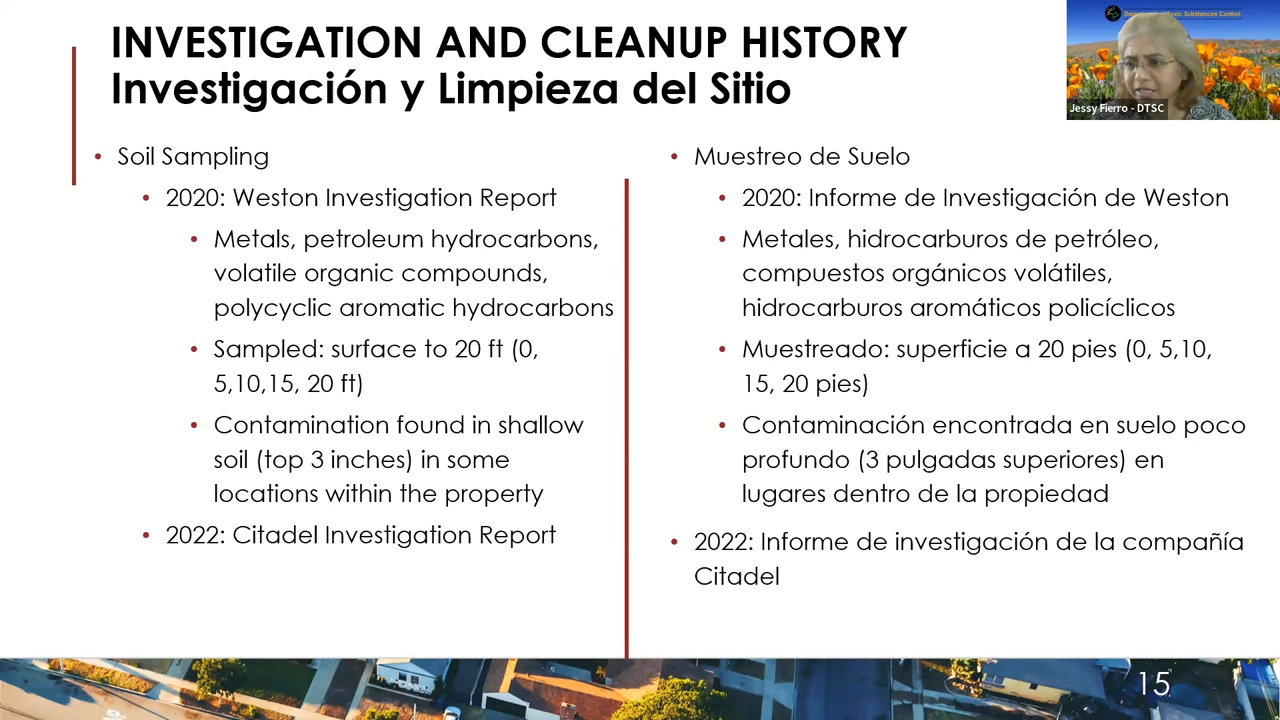 INVESTIGATION AND CLEANUP HISTORY
Investigación y Limpieza del Sitio
Department of Toxic Substances Control
Jessy Fierro - DTSC
• Soil Sampling
• 2020: Weston Investigation Report
• Metals, petroleum hydrocarbons,
volatile organic compounds,
polycyclic aromatic hydrocarbons
• Sampled: surface to 20 ft (0,
5,10,15, 20 ft)
• Contamination found in shallow
soil (top 3 inches) in some
locations within the property
• 2022: Citadel Investigation Report
• Muestreo de Suelo
• 2020: Informe de Investigación de Weston
• Metales, hidrocarburos de petróleo,
compuestos orgánicos volátiles,
hidrocarburos aromáticos policíclicos
• Muestreado: superficie a 20 pies (0, 5,10,
15, 20 pies)
• Contaminación encontrada en suelo poco
profundo (3 pulgadas superiores) en
lugares dentro de la propiedad
• 2022: Informe de investigación de la compañía
Citadel
15